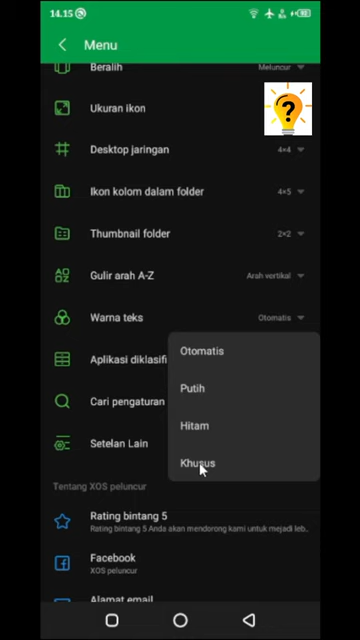 14.15
Menu
Beralih
Meluncur
Ukuran ikon
Desktop jaringan
4×4
Ikon kolom dalam folder
4×5
Thumbnail folder
2×2
Gulir arah A-Z
Arah vertikal
Warna teks
Otomatis
Otomatis
Putih
Hitam
Khusus
Aplikasi diklasifi
Cari pengaturan
Setelan Lain
Tentang XOS peluncur
Rating bintang 5
Rating bintang 5 Anda akan mendorong kami untuk mejadi leb..
Facebook
XOS peluncur
Alamat email